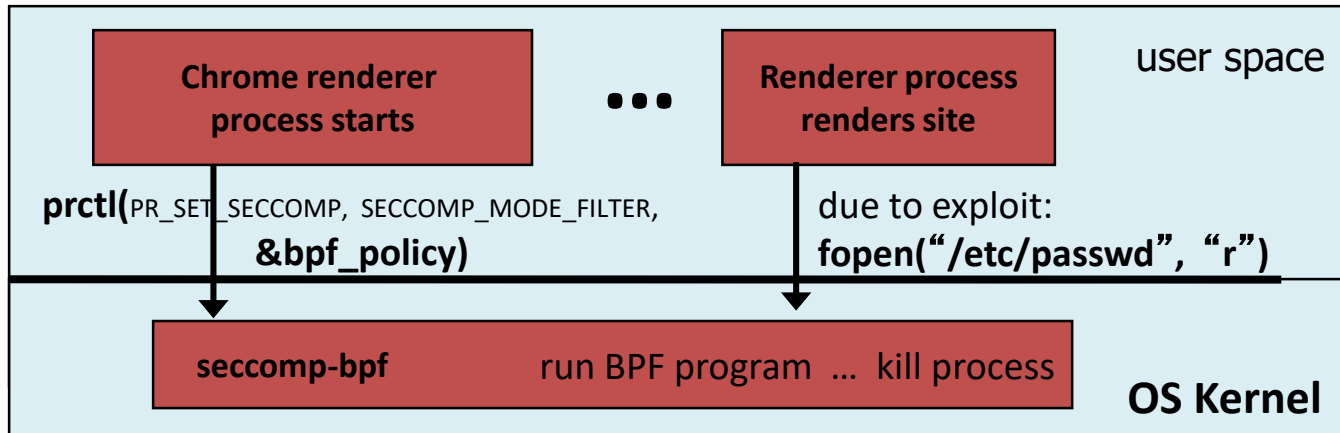 user space
Chrome renderer
process starts
...
Renderer process
renders site
prctl(PR_SET_SECCOMP, SECCOMP_MODE_FILTER,
&bpf_policy)
due to exploit:
fopen(“/etc/passwd”, “r”)
seccomp-bpf run BPF program … kill process
OS Kernel